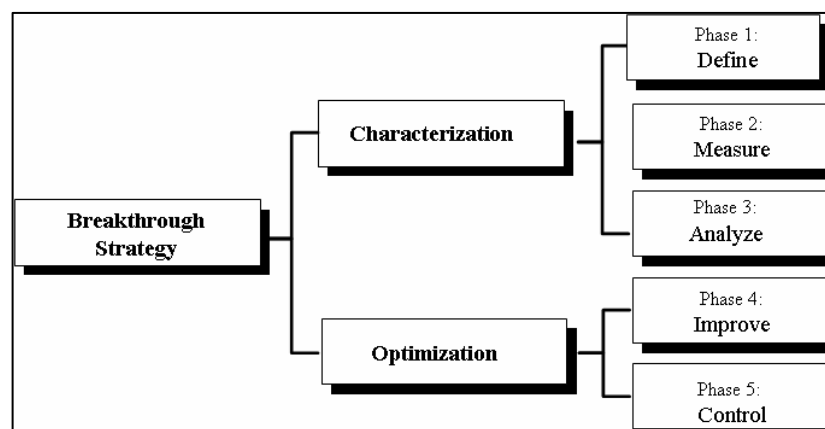 Breakthrough
Strategy
Characterization
Optimization
Phase 1:
Define
Phase 2:
Measure
Phase 3:
Analyze
Phase 4:
Improve
Phase 5:
Control